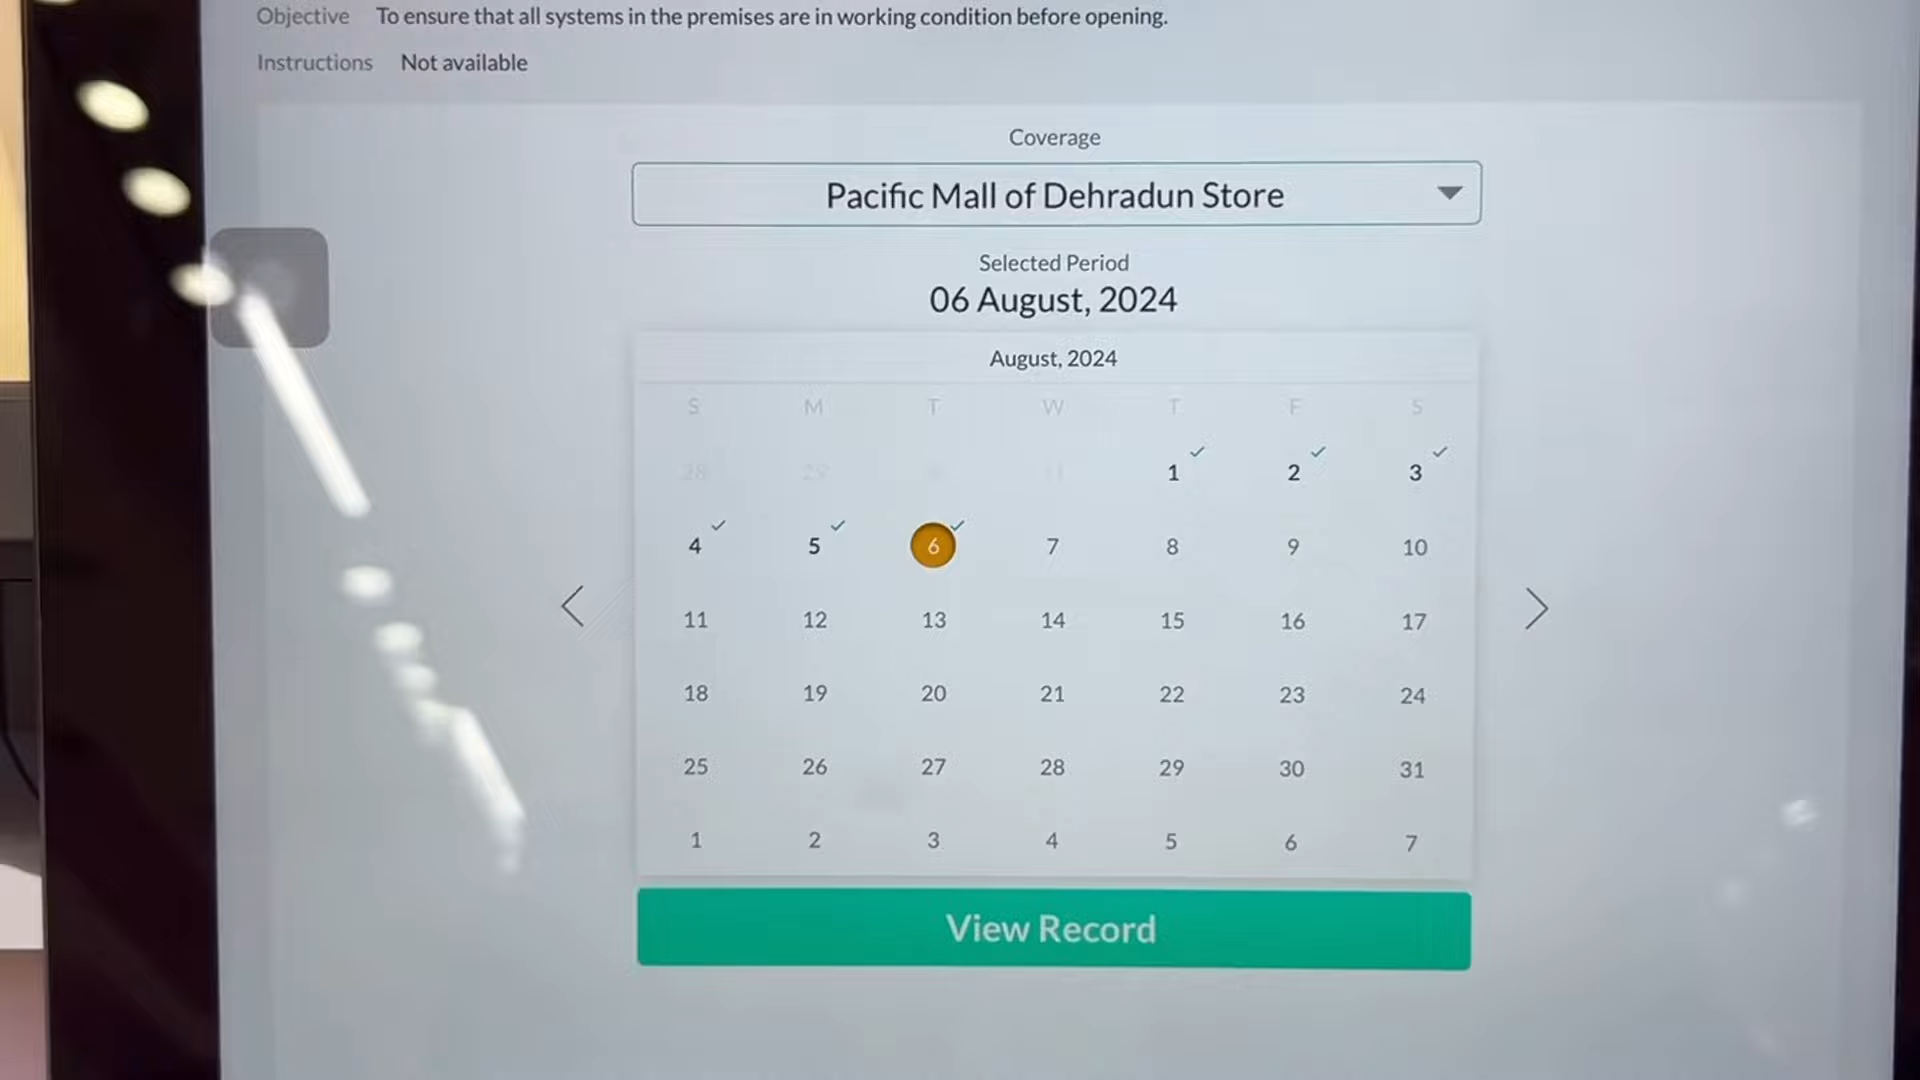 Objective To ensure that all systems in the premises are in working condition before opening.
Instructions Not available
Coverage
Pacific Mall of Dehradun Store
Selected Period
06 August, 2024
August, 2024
S M T W T F S
28 29 1 2 3
4 5 6 7 8 9 10
11 12 13 14 15 16 17
18 19 20 21 22 23 24
25 26 27 28 29 30 31
1 2 3 4 5 6 7
View Record